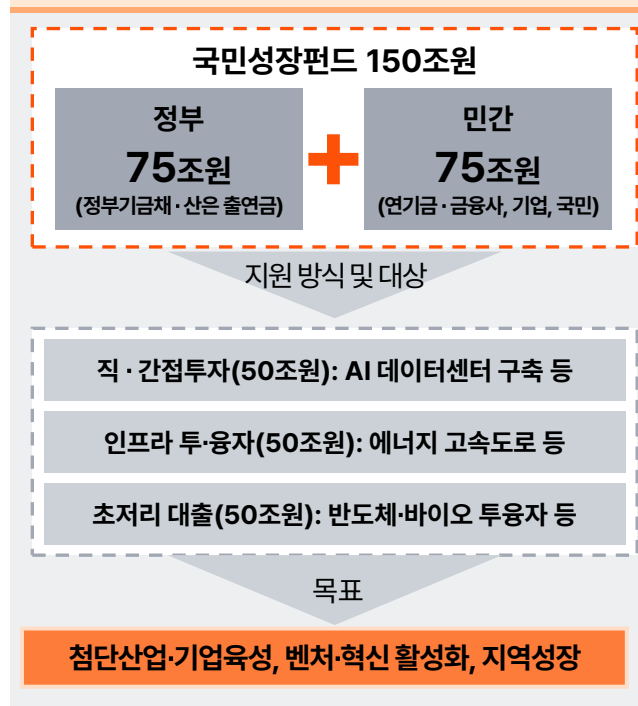 국민성장펀드 150조원
정부
75조원
(정부기금채·산은 출연금)
+
민간
75조원
(연기금·금융사, 기업, 국민)
지원 방식 및 대상
직·간접투자(50조원): AI 데이터센터 구축 등
인프라 투·융자(50조원): 에너지 고속도로 등
초저리 대출(50조원): 반도체·바이오 투융자 등
목표
첨단산업·기업육성, 벤처·혁신 활성화, 지역성장